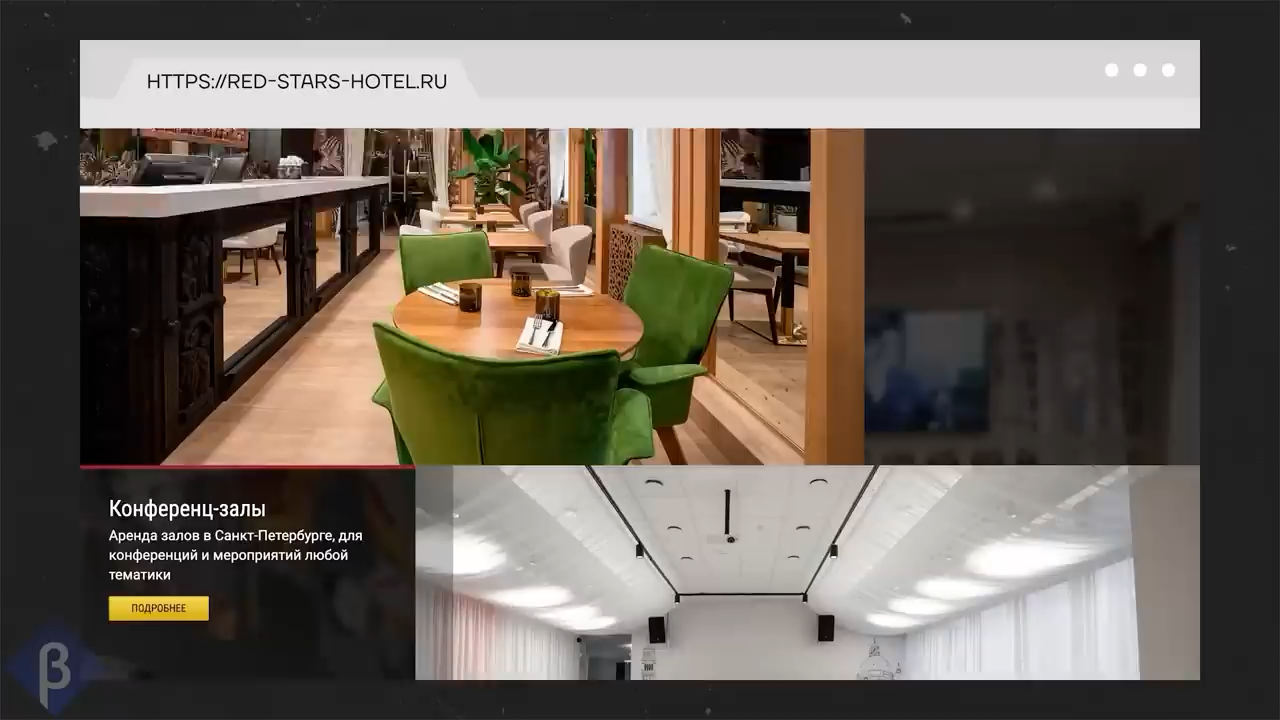 HTTPS://RED-STARS-HOTEL.RU
Конференц-залы
Аренда залов в Санкт-Петербурге, для
конференций и мероприятий любой
тематики
ПОДРОБНЕЕ
β